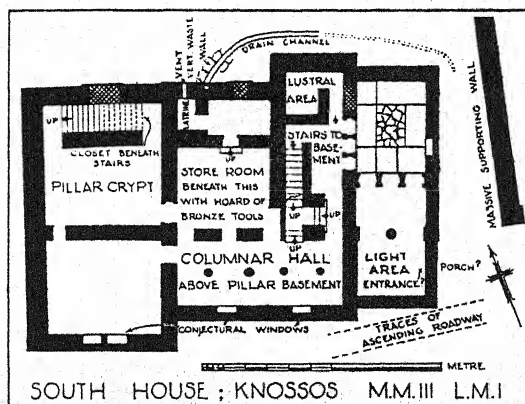 VENT
VERT. WASTE
WALL
DRAIN CHANNEL
LATRINE
LUSTRAL
AREA
STAIRS TO
BASE-
MENT
UP
CLOSET BENEATH
STAIRS
PILLAR CRYPT
UP
STORE ROOM
BENEATH THIS
WITH HOARD OF
BRONZE TOOLS
UP
UP
UP
COLUMNAR HALL
ABOVE PILLAR BASEMENT
LIGHT
AREA
ENTRANCE?
PORCH?
MASSIVE SUPPORTING WALL
CONJECTURAL WINDOWS
TRACES OF
ASCENDING ROADWAY
METRE
SOUTH HOUSE ; KNOSSOS M.M.III L.M.I